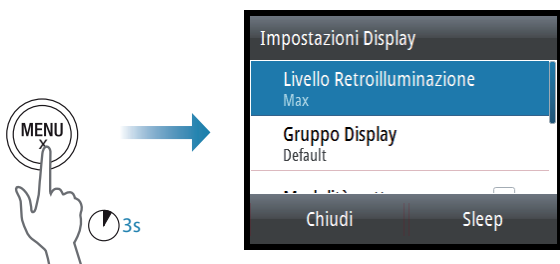 Impostazioni Display
Livello Retroilluminazione
Max
MENU
X
Gruppo Display
Default
3s
Chiudi
Sleep